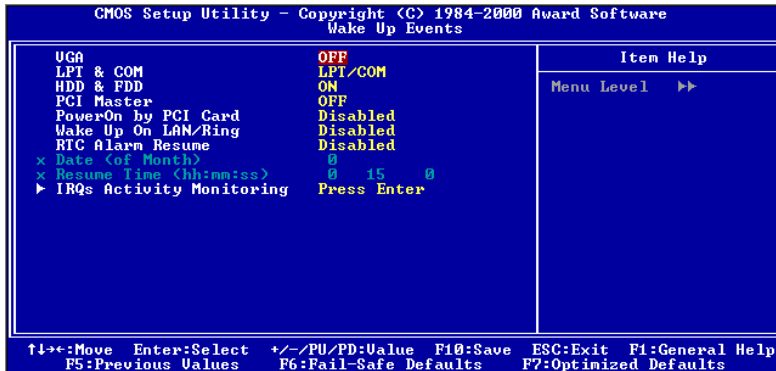 CMOS Setup Utility – Copyright (C) 1984-2000 Award Software
Wake Up Events
VGA OFF
LPT & COM LPT/COM
HDD & FDD ON
PCI Master OFF
PowerOn by PCI Card Disabled
Wake Up On LAN/Ring Disabled
RTC Alarm Resume Disabled
x Date (of Month) 0
x Resume Time (hh:mm:ss) 0 15 0
► IRQs Activity Monitoring Press Enter
Item Help
Menu Level ►►
↑↓→←:Move Enter:Select +/-/PU/PD:Value F10:Save ESC:Exit F1:General Help
F5:Previous Values F6:Fail-Safe Defaults F7:Optimized Defaults